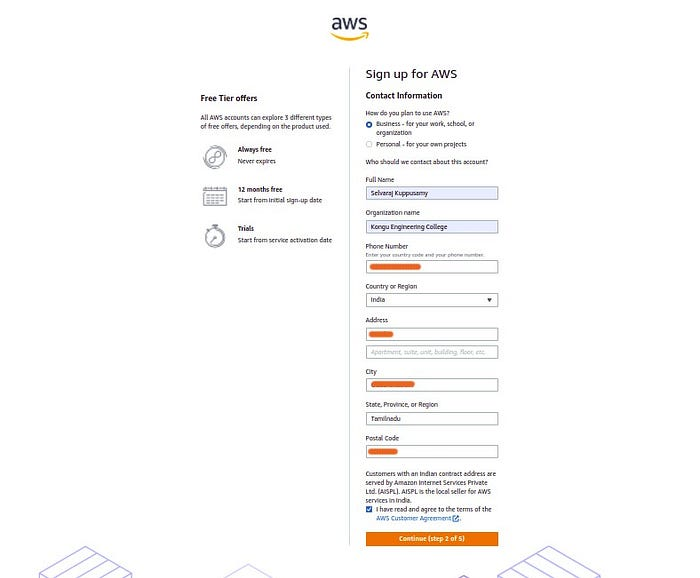 aws
Free Tier offers
All AWS accounts can explore 3 different types
of free offers, depending on the product used.
Always free
Never expires
12 months free
Start from initial sign-up date
Trials
Start from service activation date
Sign up for AWS
Contact Information
How do you plan to use AWS?
Business - for your work, school, or
organization
Personal - for your own projects
Who should we contact about this account?
Full Name
Selvaraj Kuppusamy
Organization name
Kongu Engineering College
Phone Number
Enter your country code and your phone number.
Country or Region
India
Address
Apartment, suite, unit, building, floor, etc.
City
State, Province, or Region
Tamilnadu
Postal Code
Customers with an Indian contract address are
served by Amazon Internet Services Private
Ltd. (AISPL). AISPL is the local seller for AWS
services in India.
I have read and agree to the terms of the
AWS Customer Agreement.
Continue (step 2 of 5)